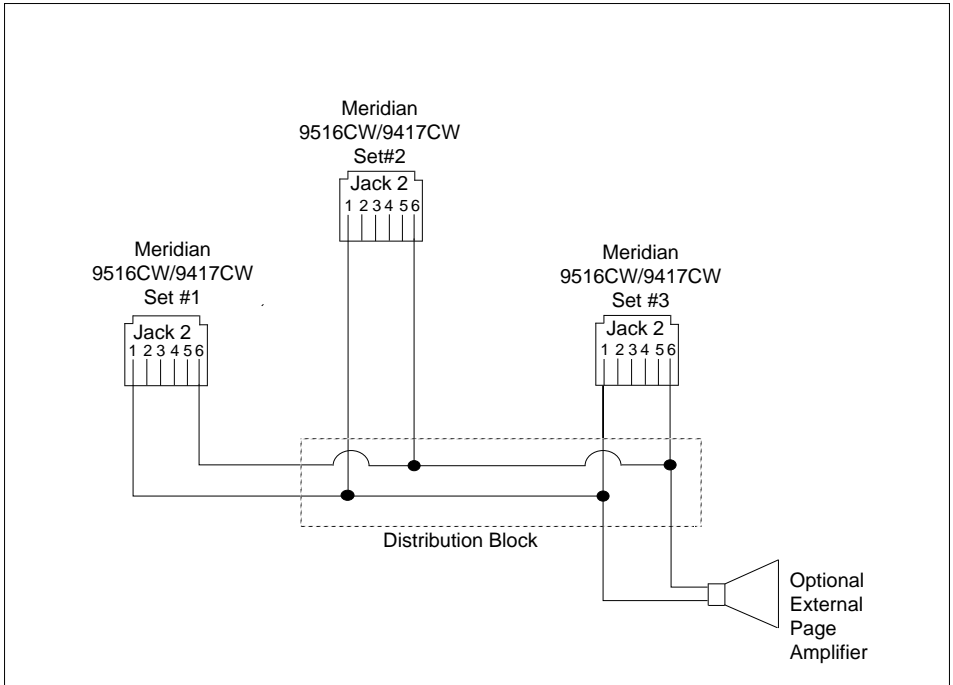 Meridian
9516CW/9417CW
Set#2
Jack 2
1 2 3 4 5 6
Meridian
9516CW/9417CW
Set #1
Jack 2
1 2 3 4 5 6
Meridian
9516CW/9417CW
Set #3
Jack 2
1 2 3 4 5 6
Distribution Block
Optional
External
Page
Amplifier